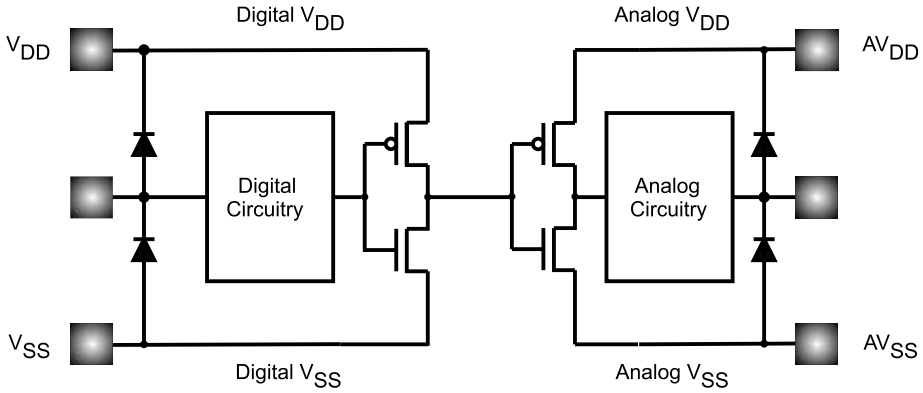 Digital VDD
Analog VDD
VDD
AVDD
Digital
Circuitry
Analog
Circuitry
VSS
AVSS
Digital VSS
Analog VSS